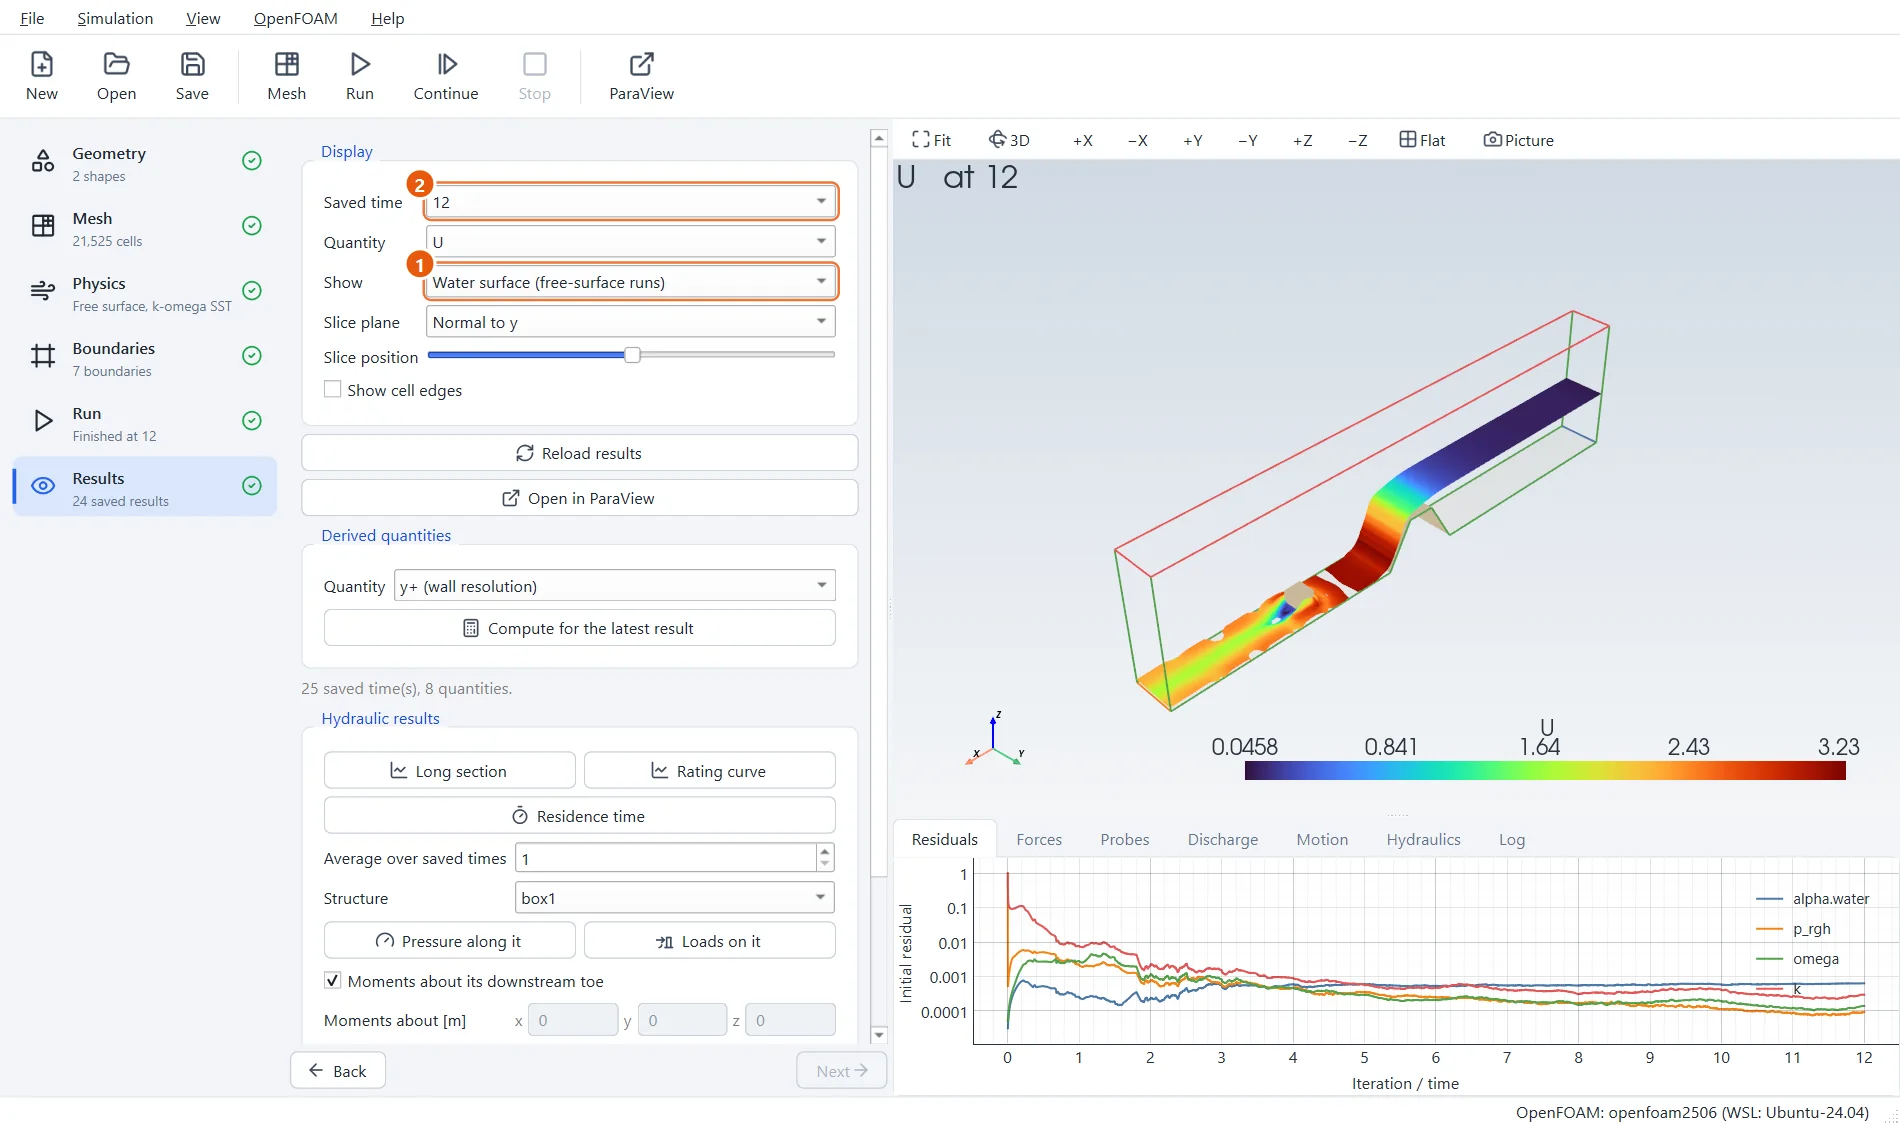 File Simulation View OpenFOAM Help
New Open Save Mesh Run Continue Stop ParaView
Geometry
2 shapes
Mesh
21,525 cells
Physics
Free surface, k-omega SST
Boundaries
7 boundaries
Run
Finished at 12
Results
24 saved results
Display
2
Saved time 12
Quantity U
1
Show Water surface (free-surface runs)
Slice plane Normal to y
Slice position
Show cell edges
Reload results
Open in ParaView
Derived quantities
Quantity y+ (wall resolution)
Compute for the latest result
25 saved time(s), 8 quantities.
Hydraulic results
Long section Rating curve
Residence time
Average over saved times 1
Structure box1
Pressure along it Loads on it
Moments about its downstream toe
Moments about [m] x 0 y 0 z 0
Back Next
Fit 3D +X −X +Y −Y +Z −Z Flat Picture
U at 12
Z
X Y
U
0.0458 0.841 1.64 2.43 3.23
Residuals Forces Probes Discharge Motion Hydraulics Log
Initial residual
1
0.1
0.01
0.001
0.0001
alpha.water
p_rgh
omega
k
0 1 2 3 4 5 6 7 8 9 10 11 12
Iteration / time
OpenFOAM: openfoam2506 (WSL: Ubuntu-24.04)